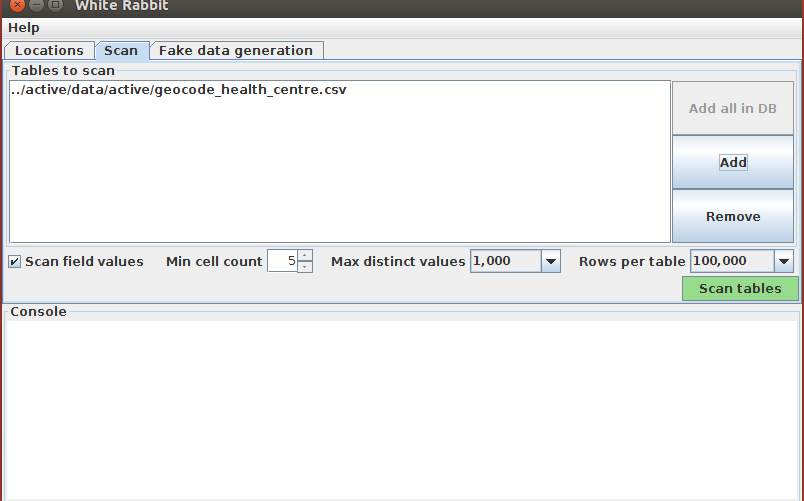 White Rabbit
Help
Locations Scan Fake data generation
Tables to scan
../active/data/active/geocode_health_centre.csv
Add all in DB
Add
Remove
Scan field values Min cell count 5 Max distinct values 1,000 Rows per table 100,000
Scan tables
Console